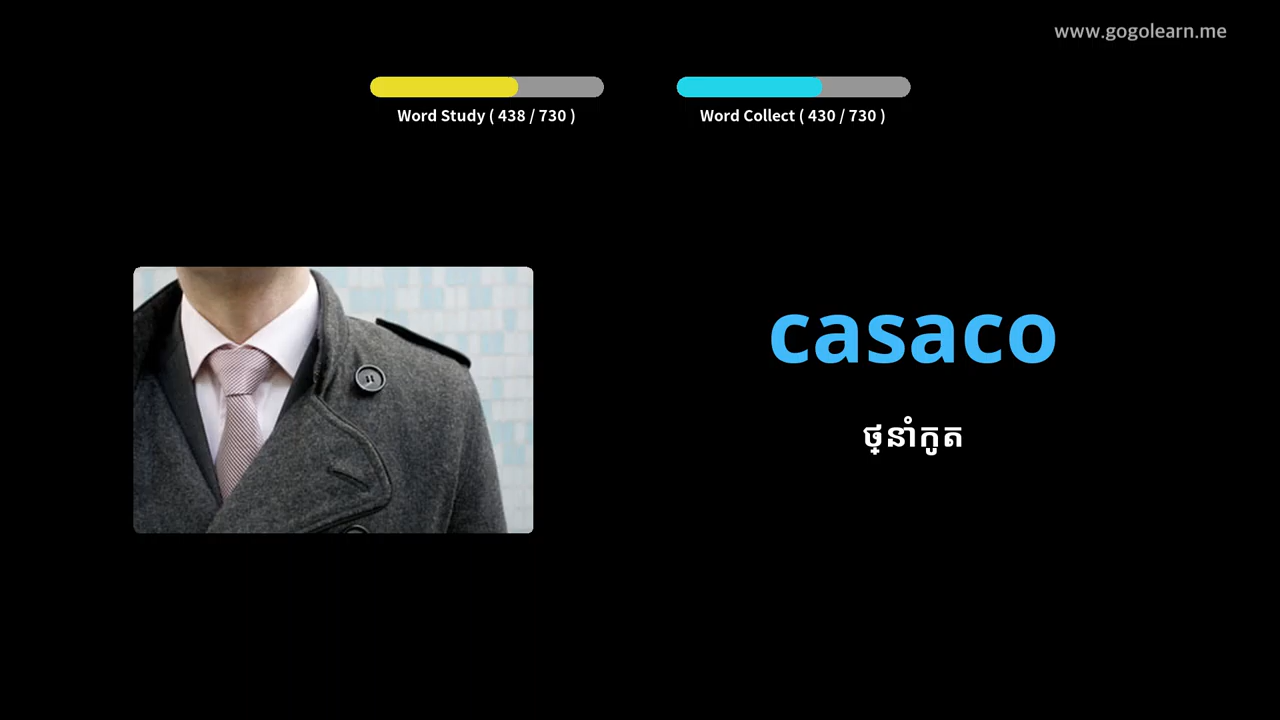 www.gogolearn.me
Word Study ( 438 / 730 )
Word Collect ( 430 / 730 )
casaco
ថ្នាំកូត